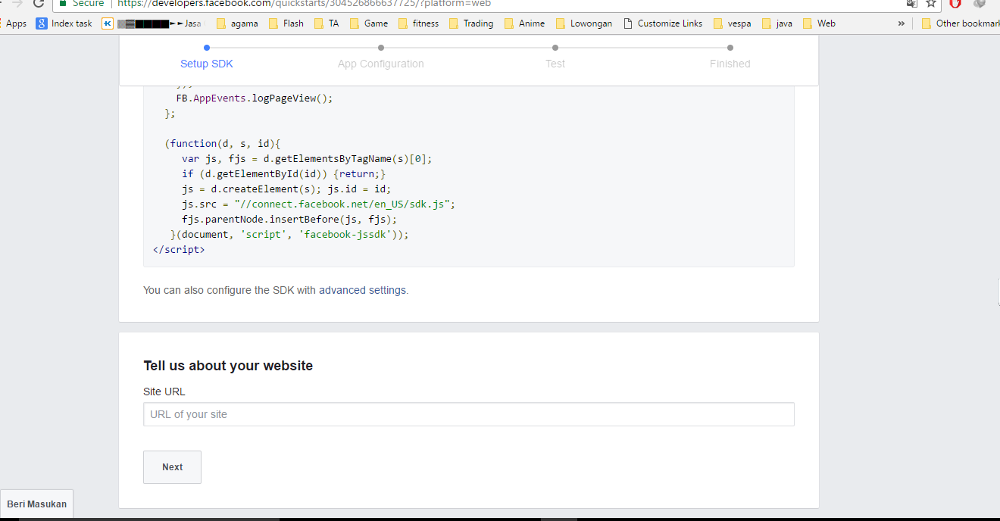 Secure https://developers.facebook.com/quickstarts/304526866637725/?platform=web
Apps Index task ►►Jasa agama Flash TA Game fitness Trading Anime Lowongan Customize Links vespa java Web » Other bookmark
Setup SDK App Configuration Test Finished
});
FB.AppEvents.logPageView();
};
(function(d, s, id){
var js, fjs = d.getElementsByTagName(s)[0];
if (d.getElementById(id)) {return;}
js = d.createElement(s); js.id = id;
js.src = "//connect.facebook.net/en_US/sdk.js";
fjs.parentNode.insertBefore(js, fjs);
}(document, 'script', 'facebook-jssdk'));
</script>
You can also configure the SDK with advanced settings.
Tell us about your website
Site URL
URL of your site
Next
Beri Masukan